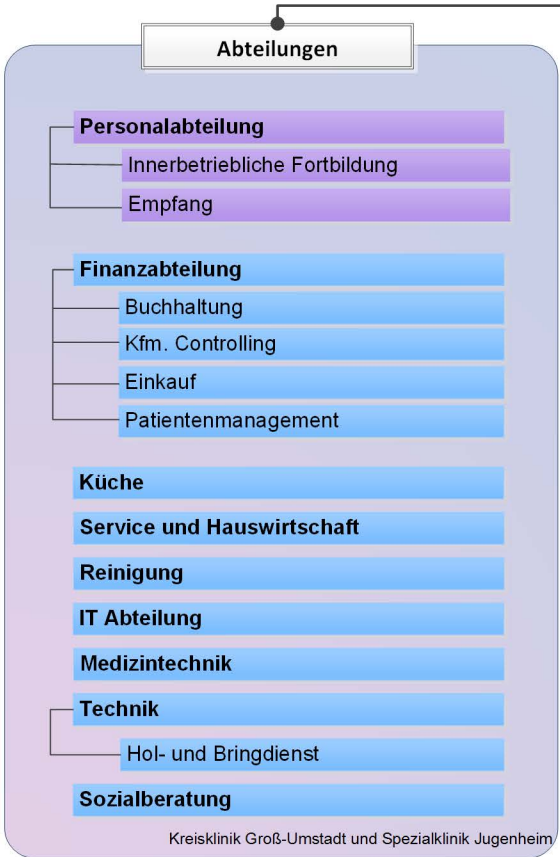 Abteilungen
Personalabteilung
Innerbetriebliche Fortbildung
Empfang
Finanzabteilung
Buchhaltung
Kfm. Controlling
Einkauf
Patientenmanagement
Küche
Service und Hauswirtschaft
Reinigung
IT Abteilung
Medizintechnik
Technik
Hol- und Bringdienst
Sozialberatung
Kreisklinik Groß-Umstadt und Spezialklinik Jugenheim